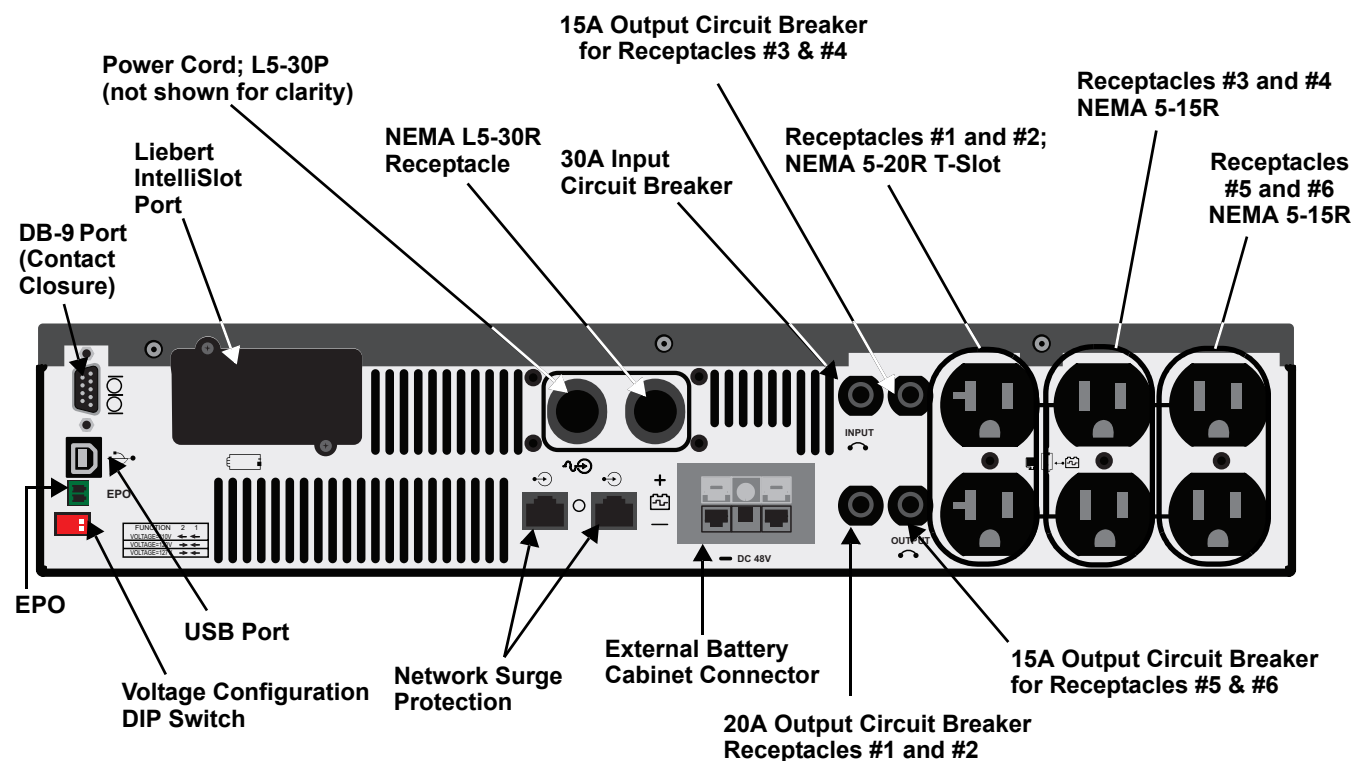 15A Output Circuit Breaker
for Receptacles #3 & #4
Power Cord; L5-30P
(not shown for clarity)
Receptacles #3 and #4
NEMA 5-15R
NEMA L5-30R
Receptacle
Receptacles #1 and #2;
NEMA 5-20R T-Slot
Liebert
IntelliSlot
Port
30A Input
Circuit Breaker
Receptacles
#5 and #6
NEMA 5-15R
DB-9 Port
(Contact
Closure)
INPUT
EPO
+
—
OUTPUT
FUNCTION 2 1
DC 48V
EPO
USB Port
Voltage Configuration
DIP Switch
Network Surge
Protection
External Battery
Cabinet Connector
15A Output Circuit Breaker
for Receptacles #5 & #6
20A Output Circuit Breaker
Receptacles #1 and #2